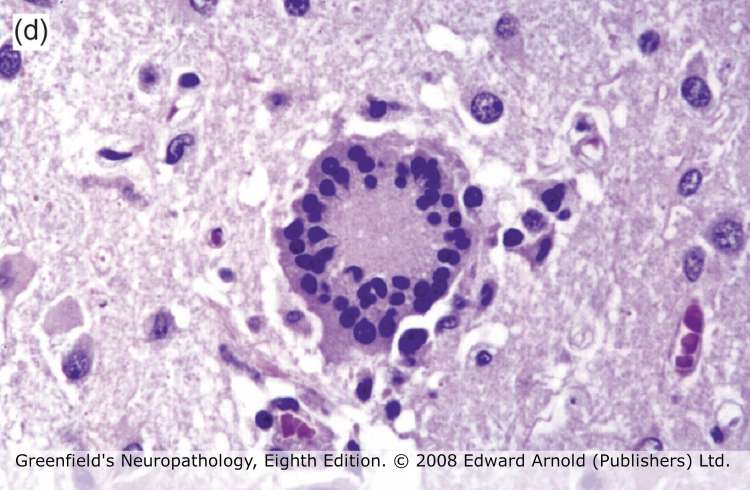 (d)
Greenfield's Neuropathology, Eighth Edition. © 2008 Edward Arnold (Publishers) Ltd.